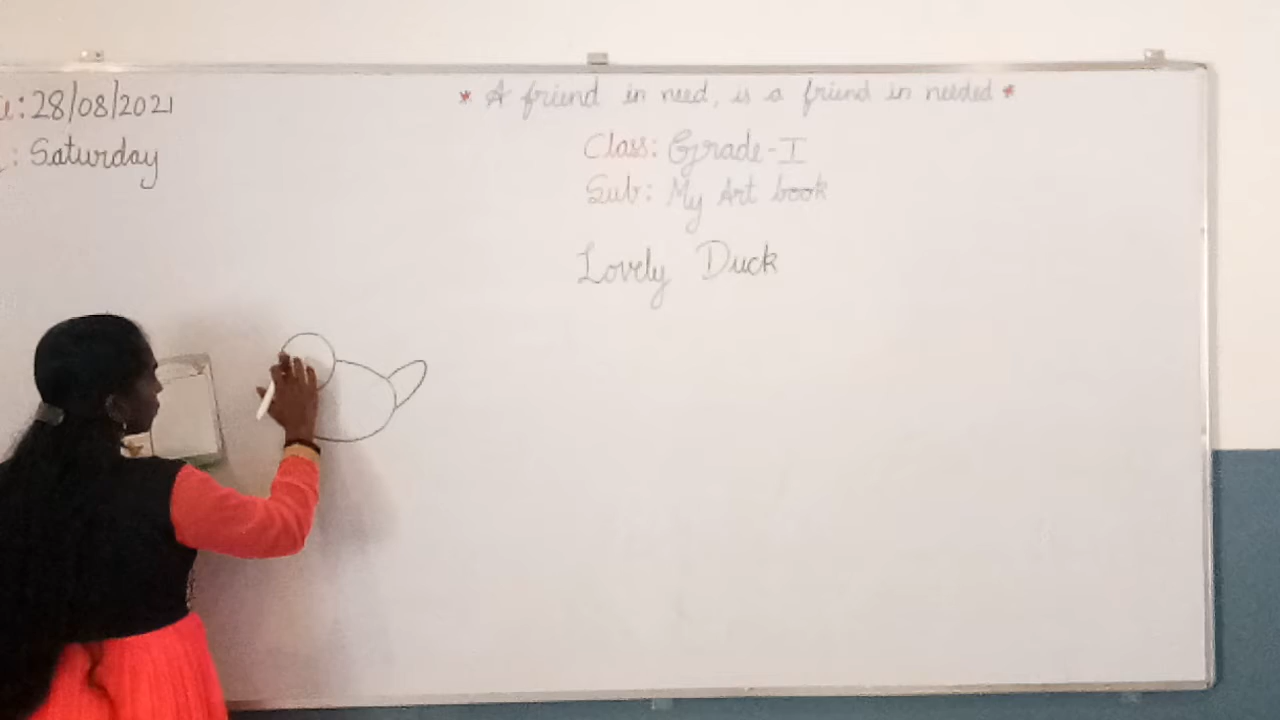 : 28/08/2021
: Saturday
* A friend in need, is a friend in needed *
Class: Grade-I
Sub: My Art book
Lovely Duck